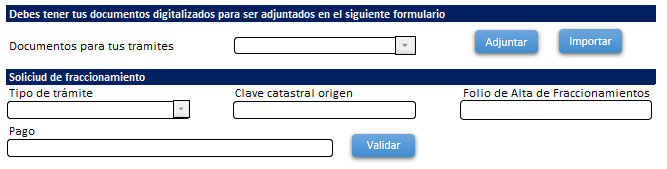 Debes tener tus documentos digitalizados para ser adjuntados en el siguiente formulario
Documentos para tus tramites
Adjuntar
Importar
Soliciud de fraccionamiento
Tipo de trámite
Clave catastral origen
Folio de Alta de Fraccionamientos
Pago
Validar